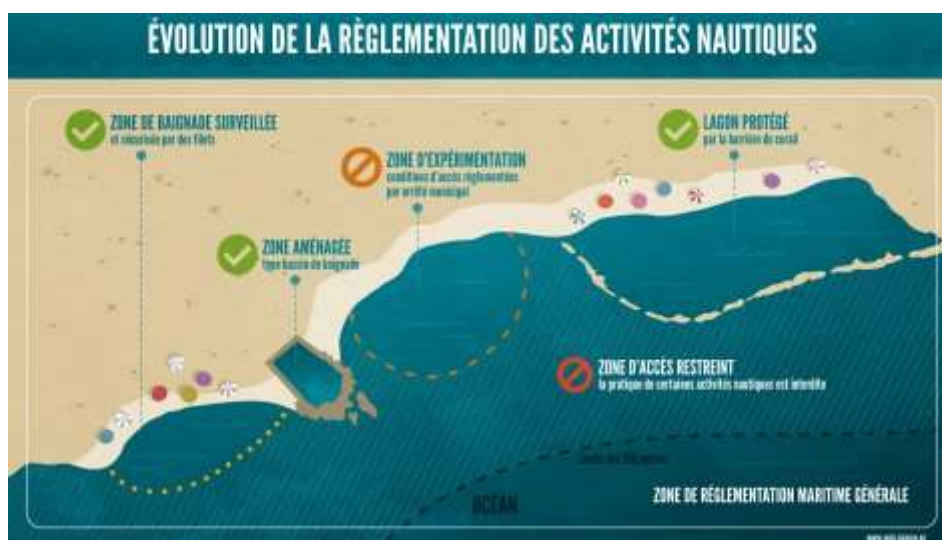 ÉVOLUTION DE LA RÈGLEMENTATION DES ACTIVITÉS NAUTIQUES
ZONE DE BAIGNADE SURVEILLÉE
et sécurisée par des filets
LAGON PROTÉGÉ
par la barrière de corail
ZONE D'EXPÉRIMENTATION
conditions d'accès règlementées
par arrêté municipal
ZONE AMÉNAGÉE
type bassin de baignade
ZONE D'ACCÈS RESTREINT
la pratique de certaines activités nautiques est interdite
OCÉAN
ZONE DE RÉGLEMENTATION MARITIME GÉNÉRALE